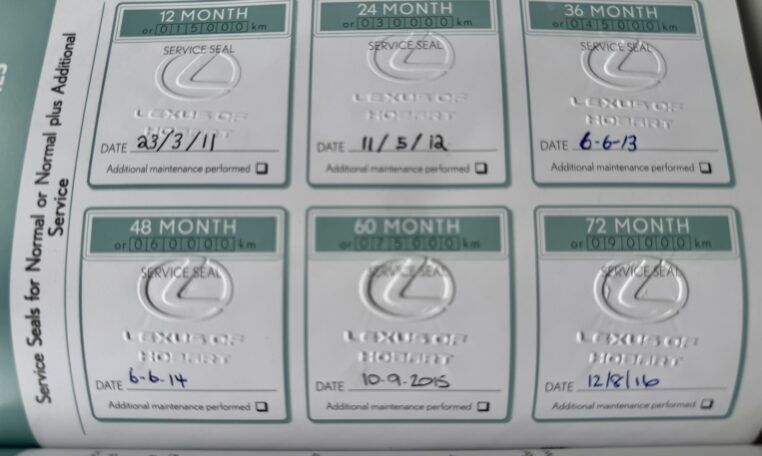 Service Seals for Normal or Normal plus Additional
Service
12 MONTH
or 015000 km
SERVICE SEAL
LEXUS OF
HOBART
DATE 23/3/11
Additional maintenance performed
24 MONTH
or 030000 km
SERVICE SEAL
LEXUS OF
HOBART
DATE 11/5/12
Additional maintenance performed
36 MONTH
or 045000 km
SERVICE SEAL
LEXUS OF
HOBART
DATE 6-6-13
Additional maintenance performed
48 MONTH
or 060000 km
SERVICE SEAL
LEXUS OF
HOBART
DATE 6-6-14
Additional maintenance performed
60 MONTH
or 075000 km
SERVICE SEAL
LEXUS OF
HOBART
DATE 10-9-2015
Additional maintenance performed
72 MONTH
or 090000 km
SERVICE SEAL
LEXUS OF
HOBART
DATE 12/8/16
Additional maintenance performed